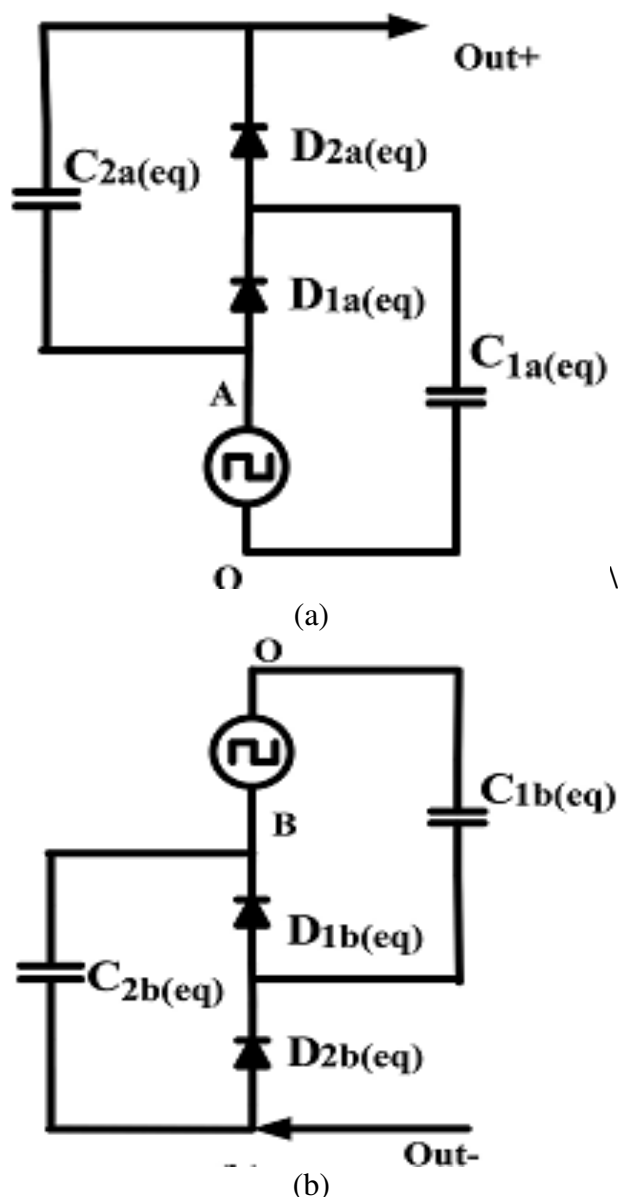 Out+
C2a(eq)
D2a(eq)
D1a(eq)
C1a(eq)
A
O
\
(a)
O
C1b(eq)
B
D1b(eq)
C2b(eq)
D2b(eq)
Out-
(b)